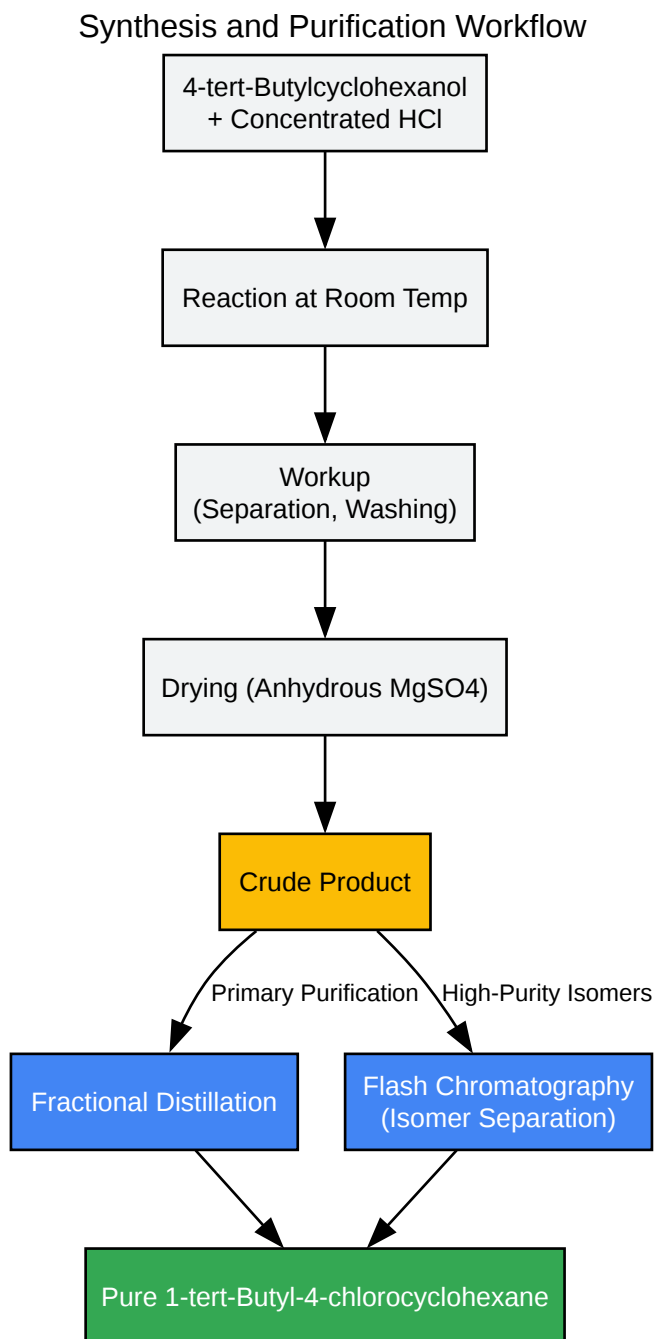 Synthesis and Purification Workflow
4-tert-Butylcyclohexanol
+ Concentrated HCl
Reaction at Room Temp
Workup
(Separation, Washing)
Drying (Anhydrous MgSO4)
Crude Product
Primary Purification
High-Purity Isomers
Fractional Distillation
Flash Chromatography
(Isomer Separation)
Pure 1-tert-Butyl-4-chlorocyclohexane